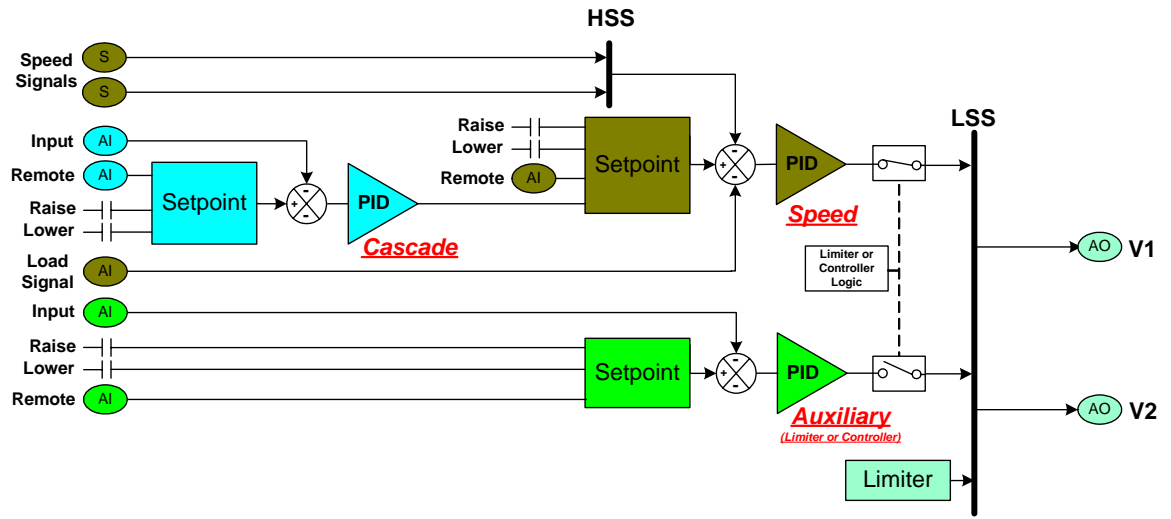 HSS
Speed
Signals
S
S
Input
AI
Remote
AI
Raise
Lower
Setpoint
+
-
-
PID
Cascade
Raise
Lower
Remote
AI
Setpoint
+
-
-
PID
Speed
LSS
Load
Signal
AI
Limiter or
Controller
Logic
AO
V1
Input
AI
Raise
Lower
Remote
AI
Setpoint
+
-
-
PID
Auxiliary
(Limiter or Controller)
AO
V2
Limiter